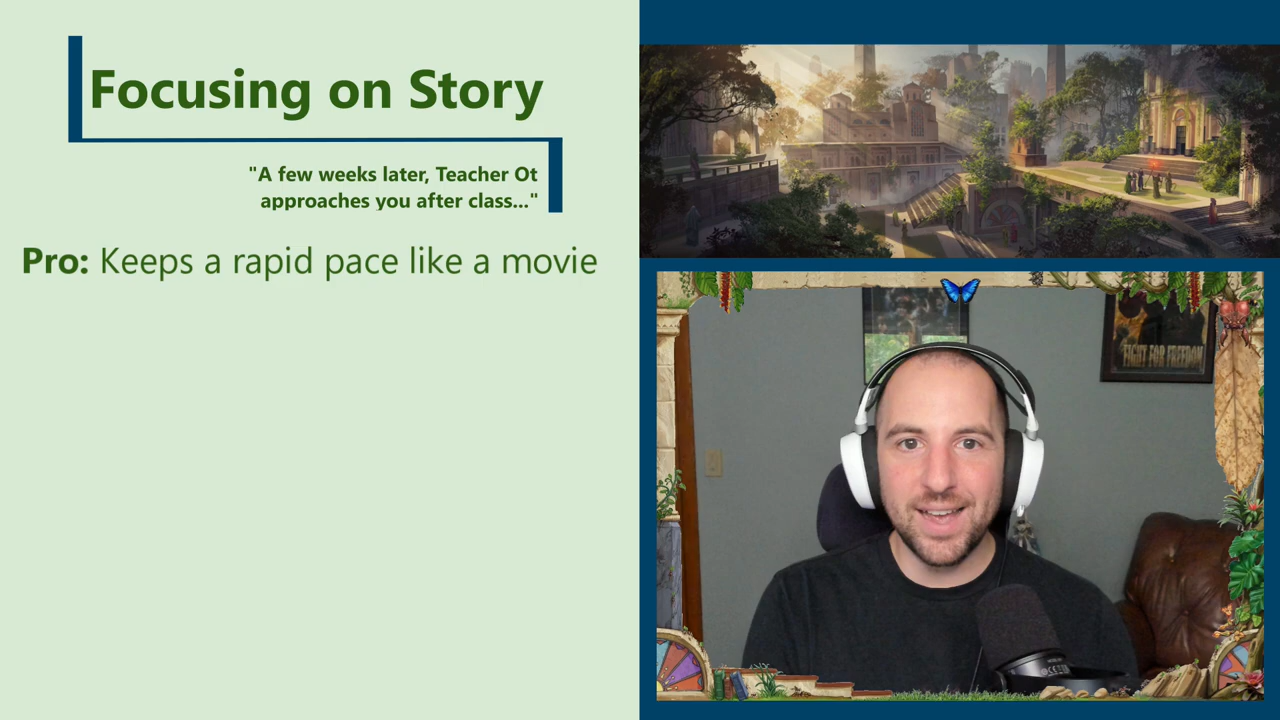 Focusing on Story
"A few weeks later, Teacher Ot
approaches you after class..."
Pro: Keeps a rapid pace like a movie
FIGHT FOR FREEDOM